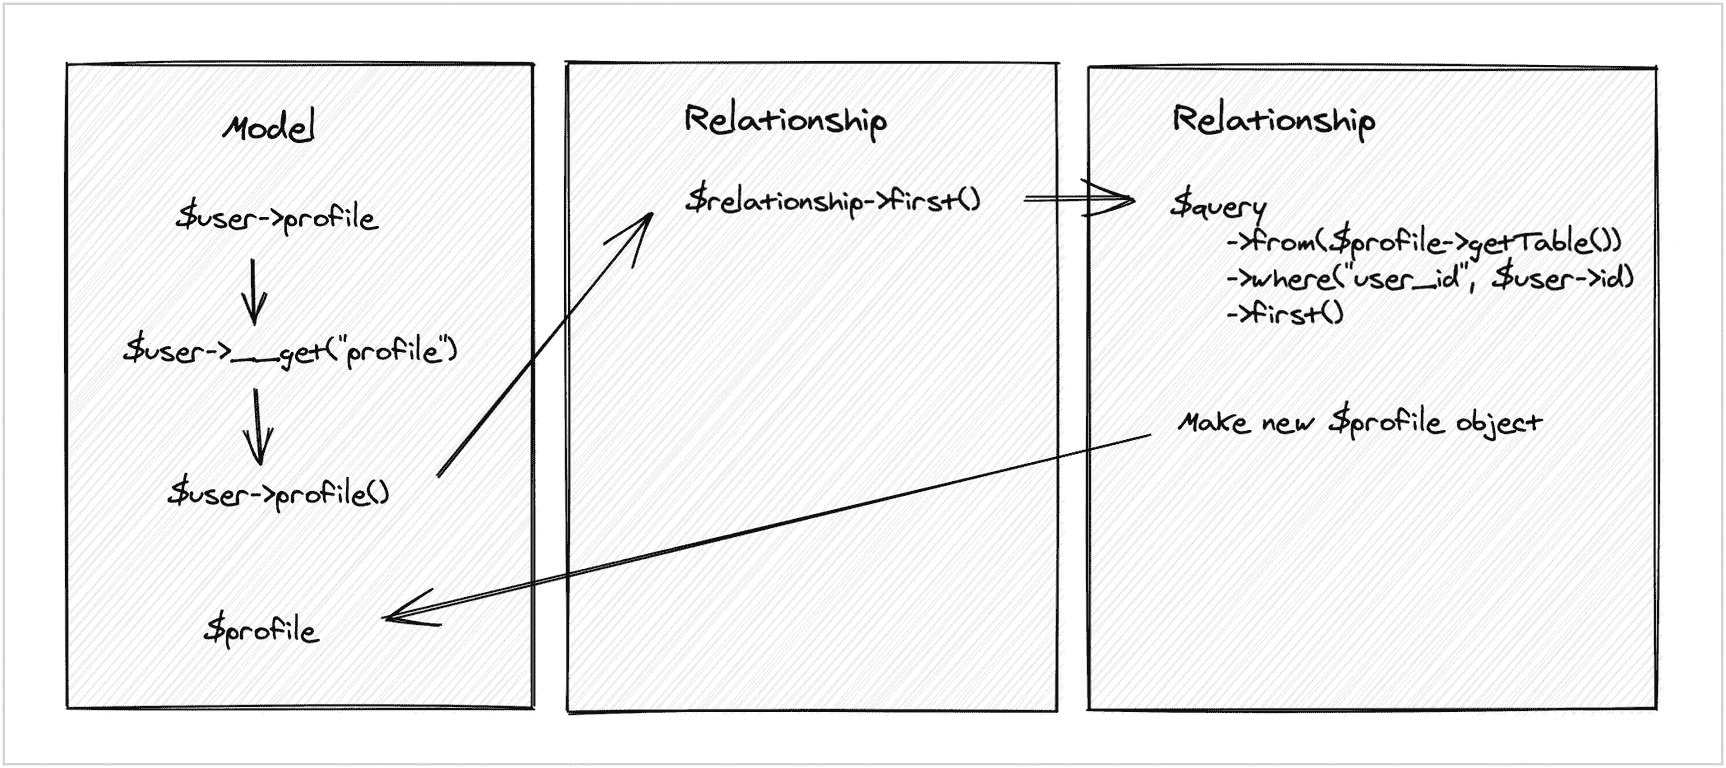 Model
$user->profile
$user->__get("profile")
$user->profile()
$profile
Relationship
$relationship->first()
Relationship
$query
->from($profile->getTable())
->where("user_id", $user->id)
->first()
Make new $profile object